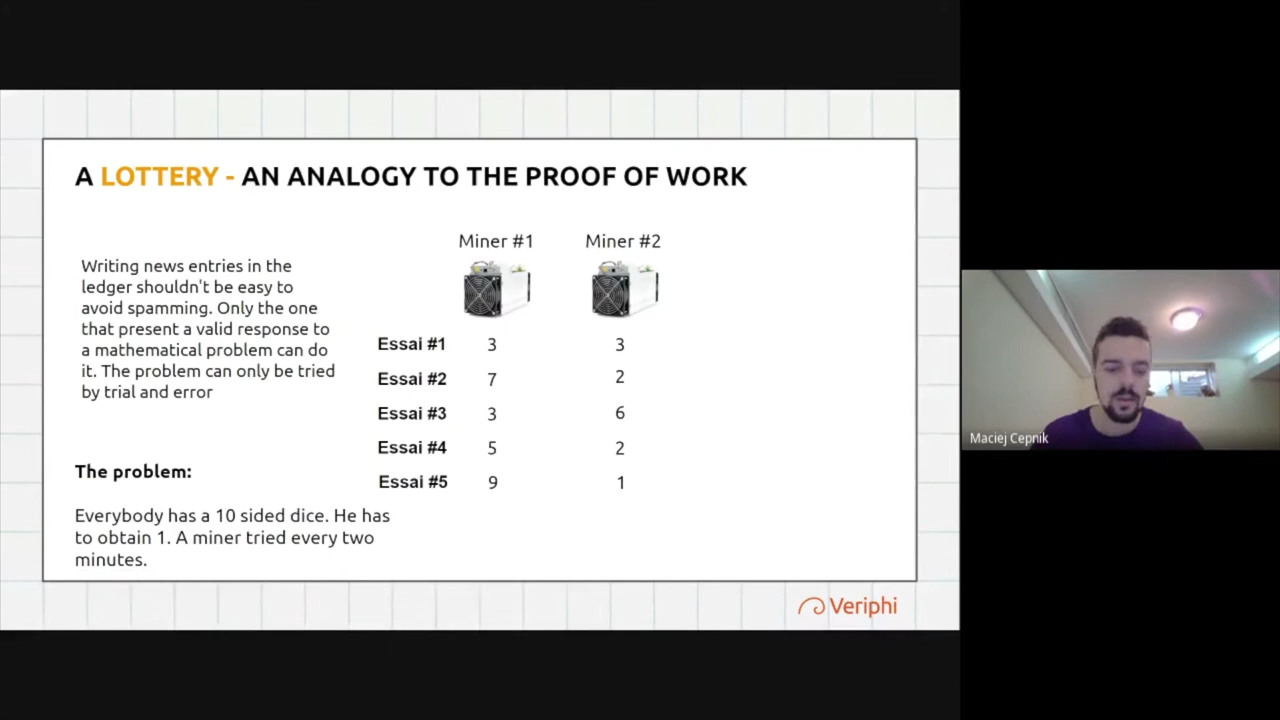 A LOTTERY - AN ANALOGY TO THE PROOF OF WORK
Writing news entries in the
ledger shouldn't be easy to
avoid spamming. Only the one
that present a valid response to
a mathematical problem can do
it. The problem can only be tried
by trial and error
Miner #1 Miner #2
Essai #1 3 3
Essai #2 7 2
Essai #3 3 6
Essai #4 5 2
Essai #5 9 1
The problem:
Everybody has a 10 sided dice. He has
to obtain 1. A miner tried every two
minutes.
Veriphi
Maciej Cepnik